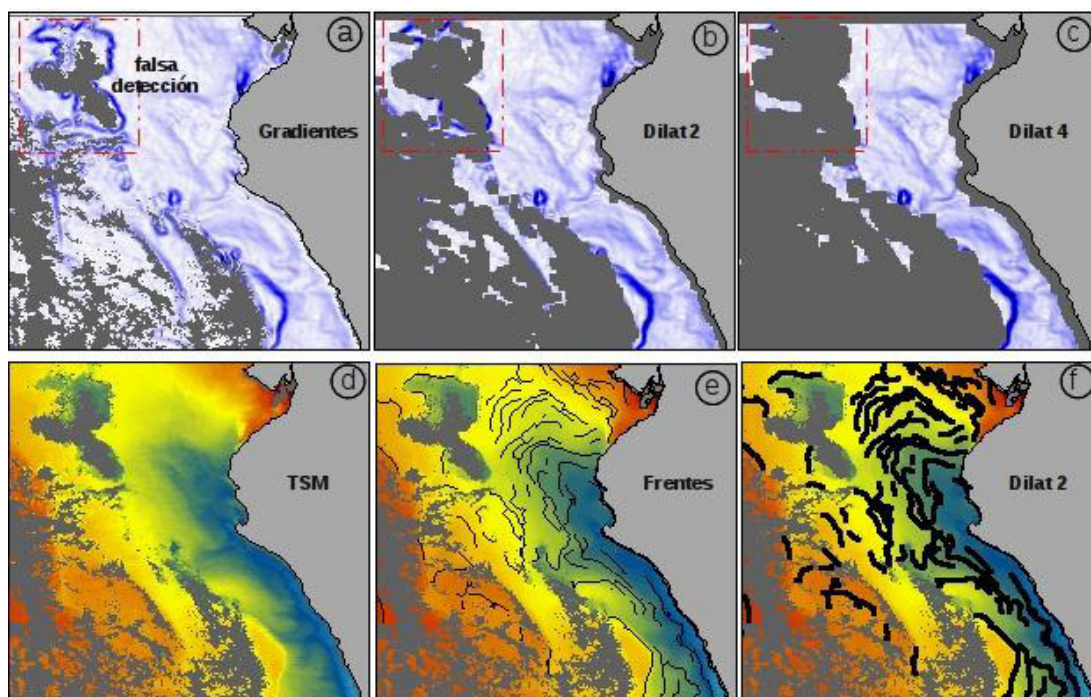 a
falsa
detección
Gradientes
b
Dilat 2
c
Dilat 4
d
TSM
e
Frentes
f
Dilat 2